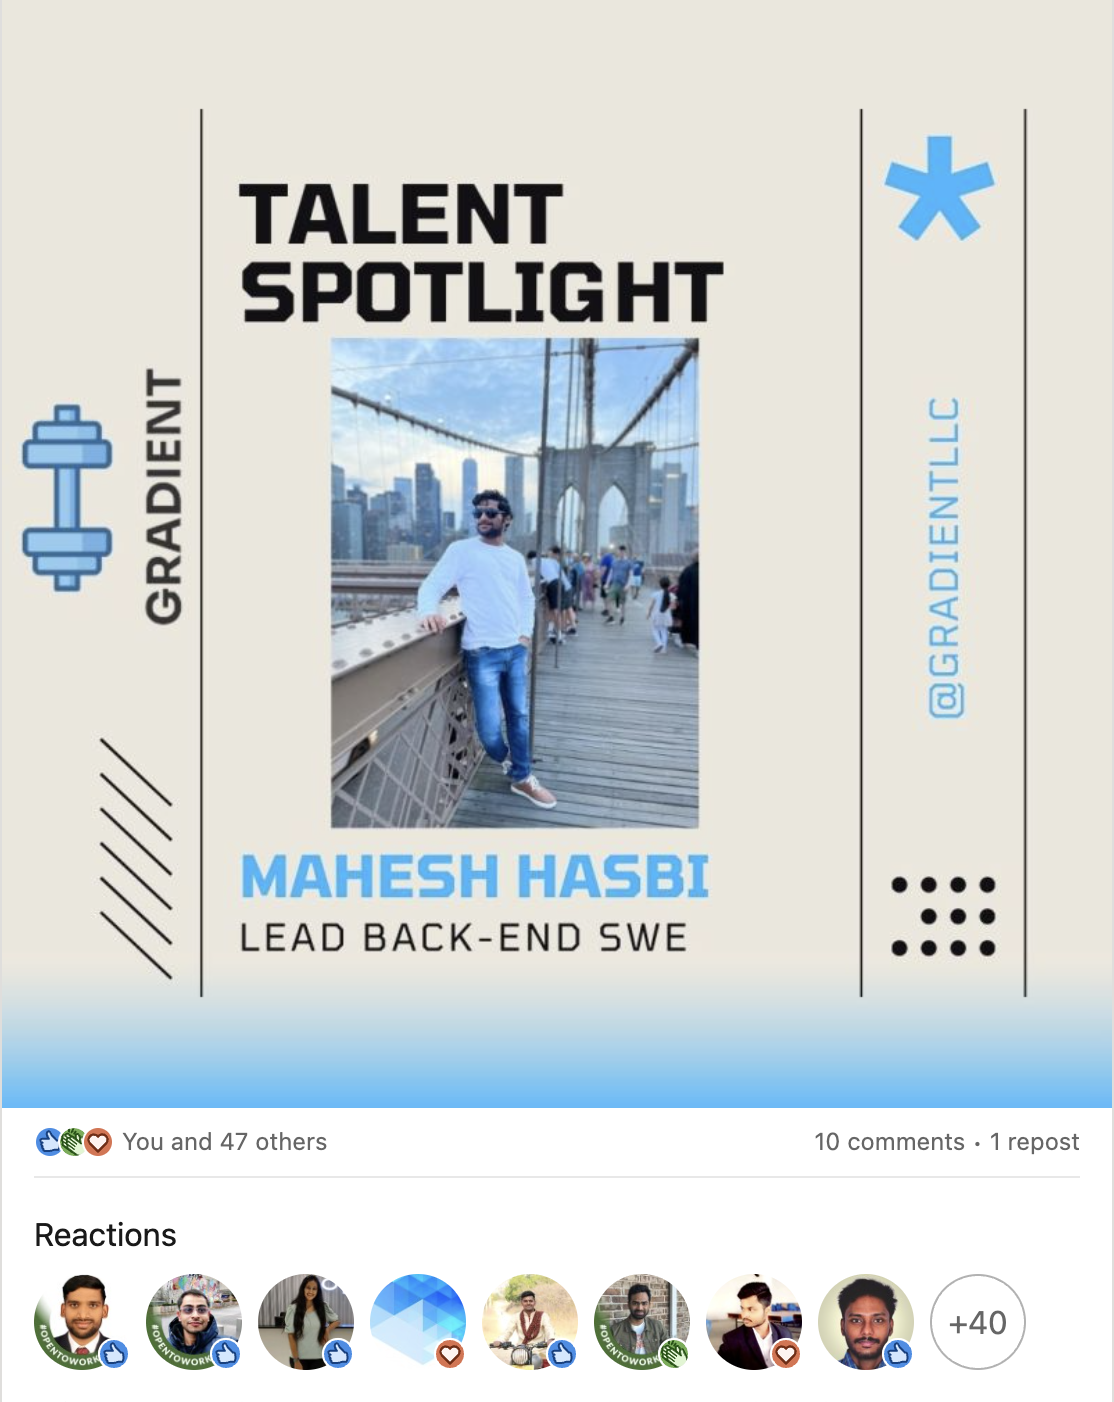 TALENT
SPOTLIGHT
GRADIENT
@GRADIENTLLC
MAHESH HASBI
LEAD BACK-END SWE
You and 47 others
10 comments • 1 repost
Reactions
#OPENTOWORK
#OPENTOWORK
#OPENTOWORK
+40